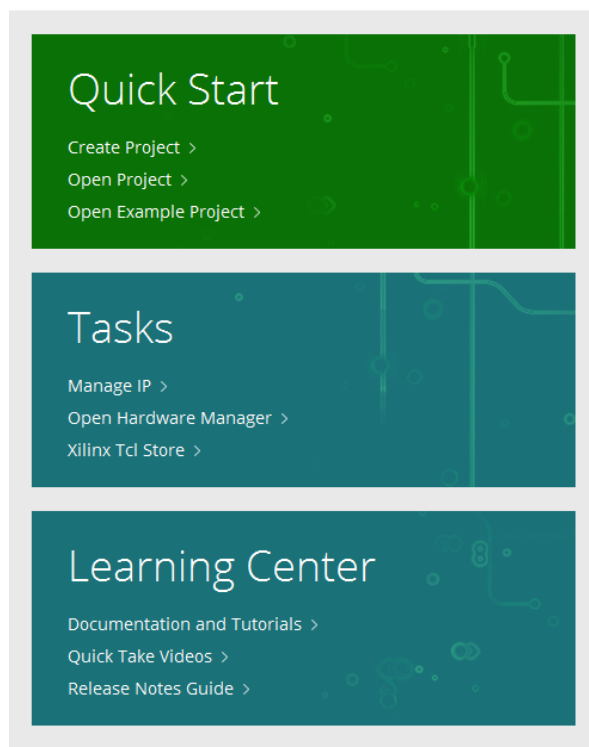 Quick Start
Create Project >
Open Project >
Open Example Project >
Tasks
Manage IP >
Open Hardware Manager >
Xilinx Tcl Store >
Learning Center
Documentation and Tutorials >
Quick Take Videos >
Release Notes Guide >